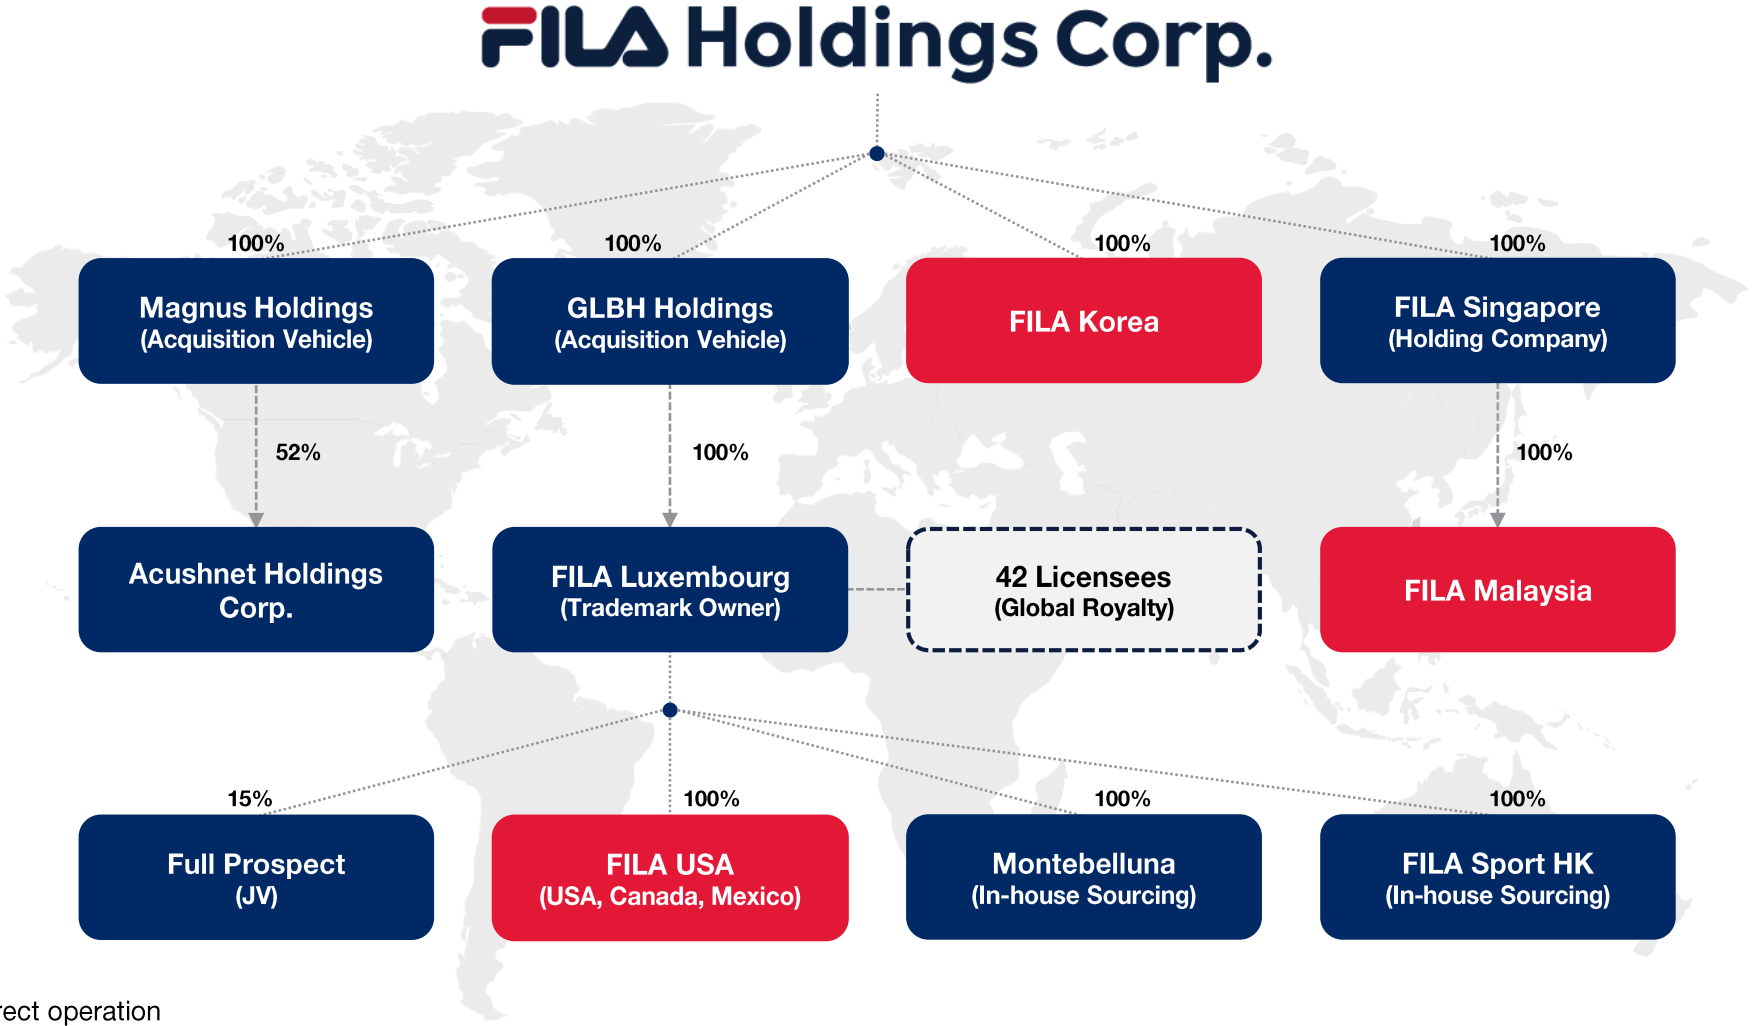 FILA Holdings Corp.
100%
100%
100%
100%
Magnus Holdings
(Acquisition Vehicle)
GLBH Holdings
(Acquisition Vehicle)
FILA Korea
FILA Singapore
(Holding Company)
52%
100%
100%
Acushnet Holdings
Corp.
FILA Luxembourg
(Trademark Owner)
42 Licensees
(Global Royalty)
FILA Malaysia
15%
100%
100%
100%
Full Prospect
(JV)
FILA USA
(USA, Canada, Mexico)
Montebelluna
(In-house Sourcing)
FILA Sport HK
(In-house Sourcing)
rect operation